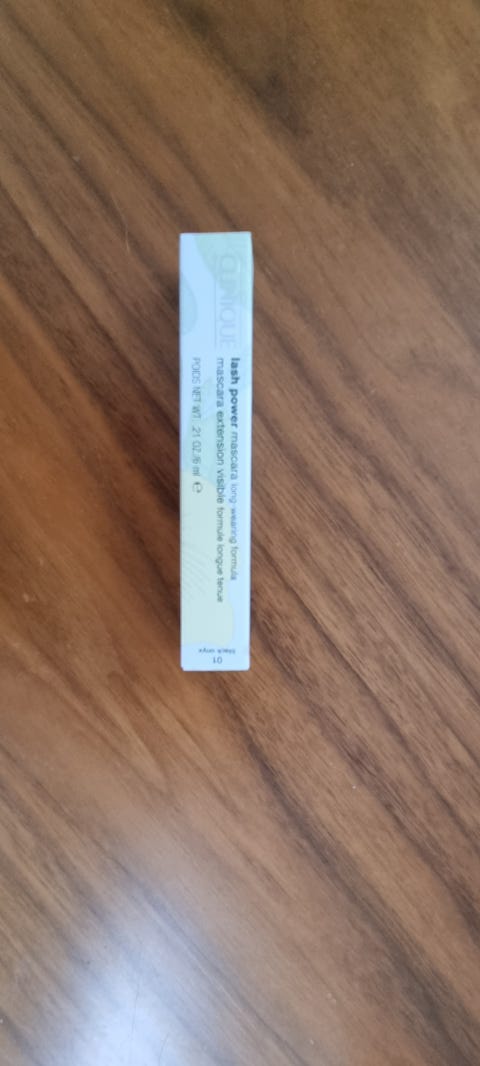 CLINIQUE
lash power mascara long-wearing formula
mascara extension visible formule longue tenue
POIDS NET WT. .21 OZ./6 ml ℮
01
black onyx